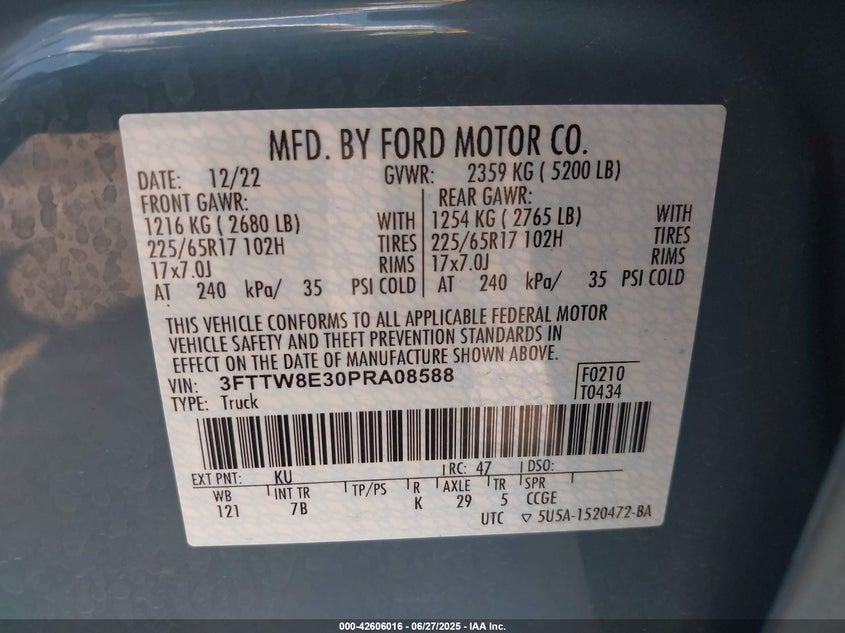 MFD. BY FORD MOTOR CO.
DATE: 12/22 GVWR: 2359 KG ( 5200 LB)
FRONT GAWR: REAR GAWR:
1216 KG ( 2680 LB) WITH 1254 KG ( 2765 LB) WITH
225/65R17 102H TIRES 225/65R17 102H TIRES
17x7.0J RIMS 17x7.0J RIMS
AT 240 kPa/ 35 PSI COLD AT 240 kPa/ 35 PSI COLD
THIS VEHICLE CONFORMS TO ALL APPLICABLE FEDERAL MOTOR
VEHICLE SAFETY AND THEFT PREVENTION STANDARDS IN
EFFECT ON THE DATE OF MANUFACTURE SHOWN ABOVE.
VIN: 3FTTW8E30PRA08588 F0210
TYPE: Truck T0434
EXT PNT: KU RC: 47 DSO:
WB INT TR TP/PS R AXLE TR SPR
121 7B K 29 5 CCGE
UTC ▽ 5U5A-1520472-BA
000-42606016 | 06/27/2025 - IAA Inc.